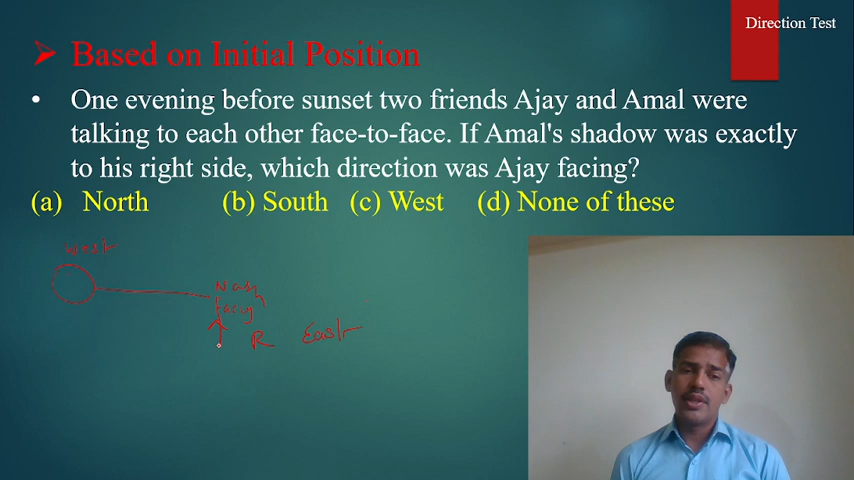 Direction Test
➢ Based on Initial Position
• One evening before sunset two friends Ajay and Amal were
talking to each other face-to-face. If Amal's shadow was exactly
to his right side, which direction was Ajay facing?
(a) North (b) South (c) West (d) None of these
West
R East